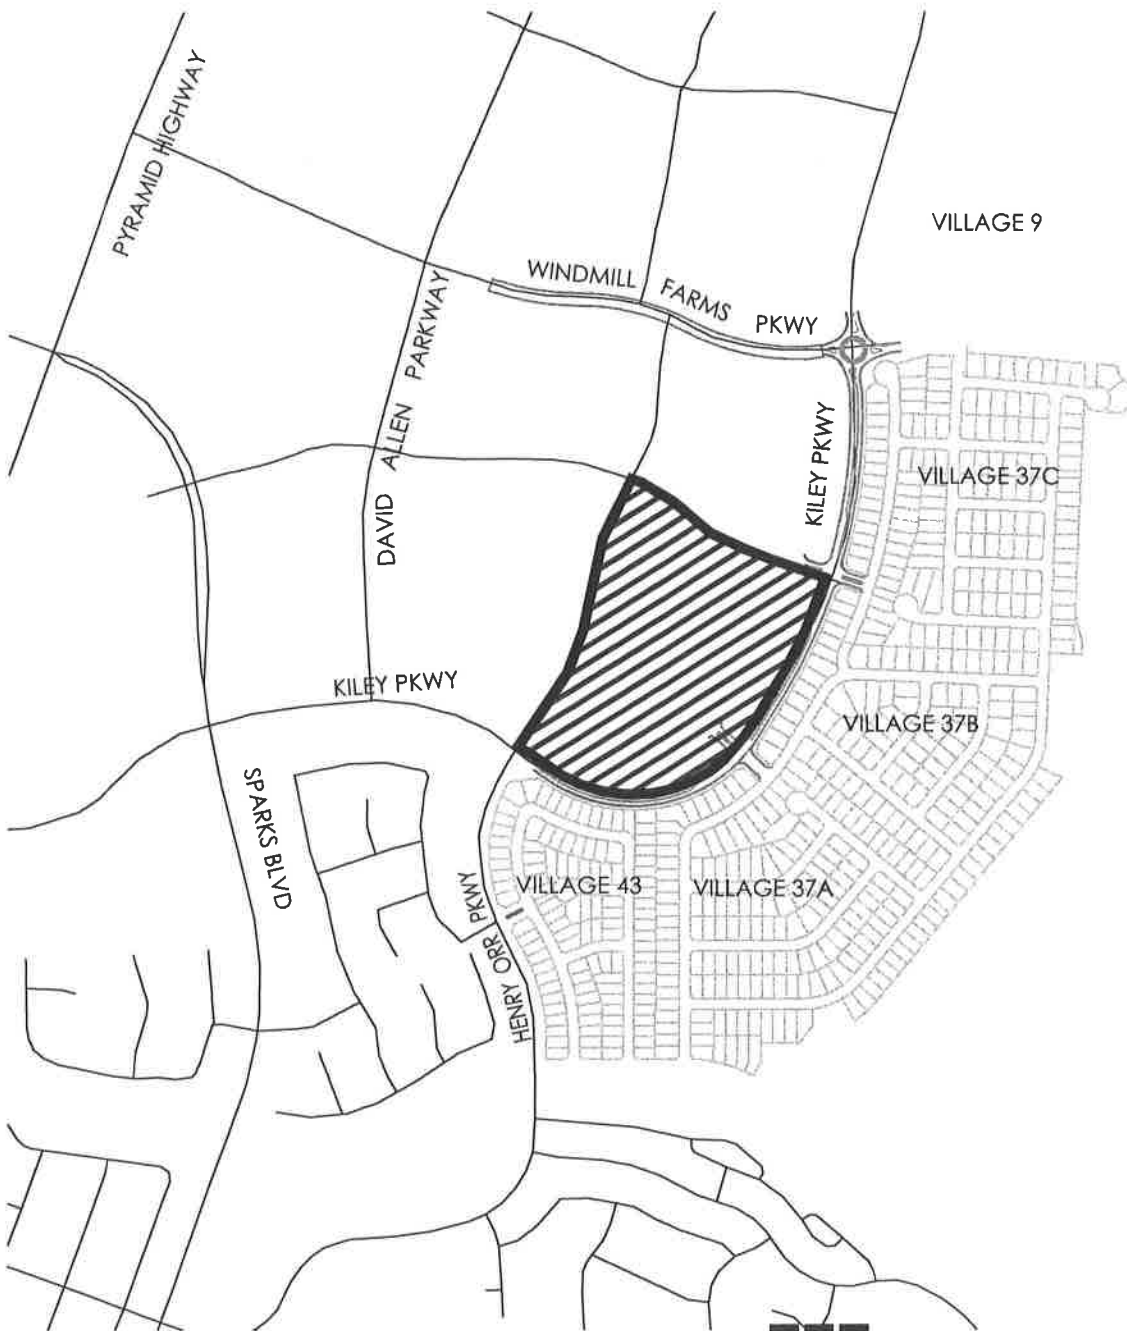 PYRAMID HIGHWAY
VILLAGE 9
WINDMILL FARMS PKWY
DAVID ALLEN PARKWAY
KILEY PKWY
VILLAGE 37C
KILEY PKWY
VILLAGE 37B
SPARKS BLVD
VILLAGE 43
VILLAGE 37A
HENRY ORR PKWY